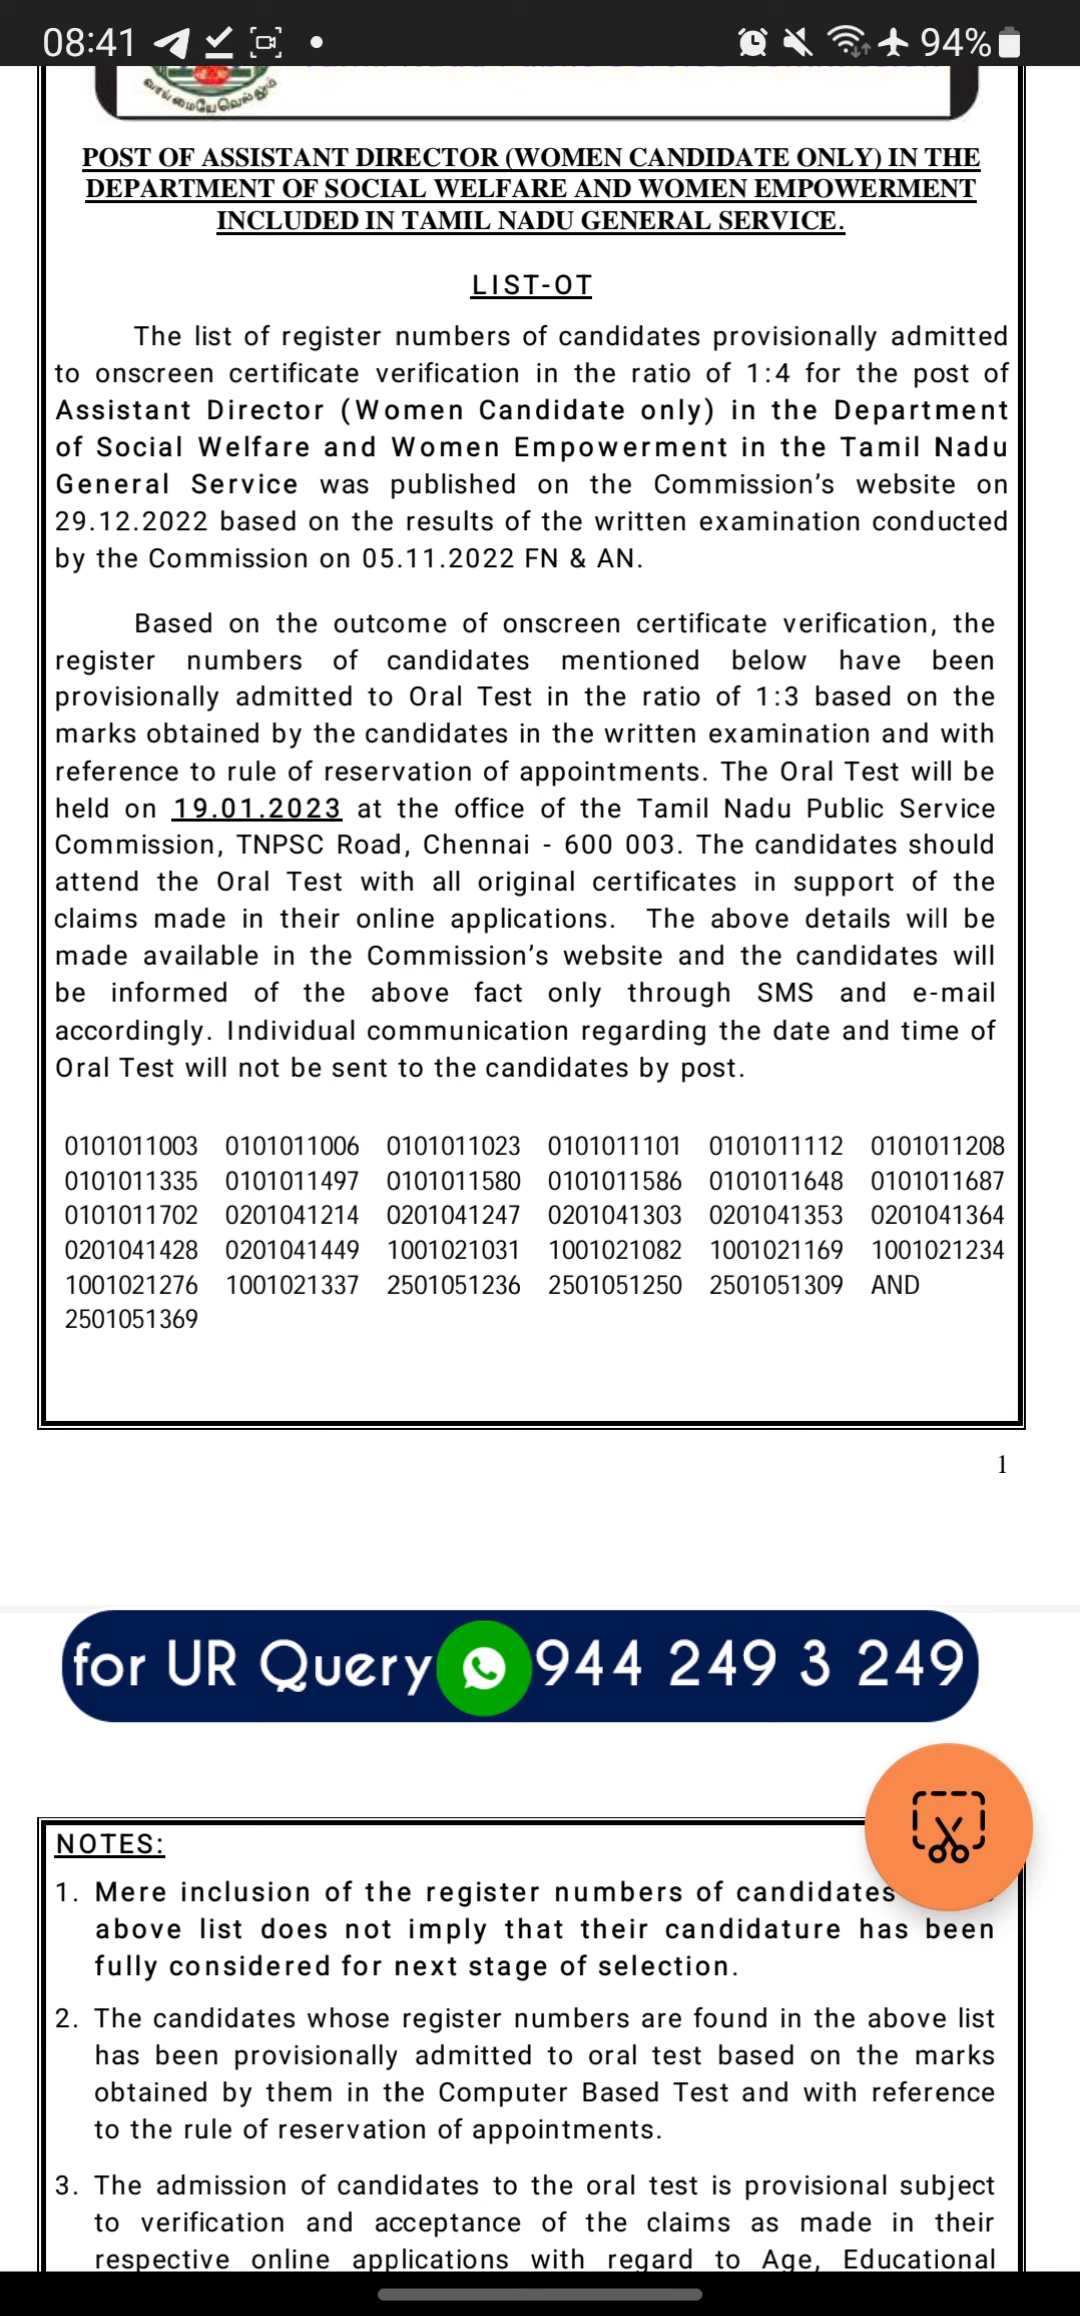 08:41
94%
வாய்மையே வெல்லும்
POST OF ASSISTANT DIRECTOR (WOMEN CANDIDATE ONLY) IN THE
DEPARTMENT OF SOCIAL WELFARE AND WOMEN EMPOWERMENT
INCLUDED IN TAMIL NADU GENERAL SERVICE.
LIST-OT
The list of register numbers of candidates provisionally admitted
to onscreen certificate verification in the ratio of 1:4 for the post of
Assistant Director (Women Candidate only) in the Department
of Social Welfare and Women Empowerment in the Tamil Nadu
General Service was published on the Commission's website on
29.12.2022 based on the results of the written examination conducted
by the Commission on 05.11.2022 FN & AN.
Based on the outcome of onscreen certificate verification, the
register numbers of candidates mentioned below have been
provisionally admitted to Oral Test in the ratio of 1:3 based on the
marks obtained by the candidates in the written examination and with
reference to rule of reservation of appointments. The Oral Test will be
held on 19.01.2023 at the office of the Tamil Nadu Public Service
Commission, TNPSC Road, Chennai - 600 003. The candidates should
attend the Oral Test with all original certificates in support of the
claims made in their online applications. The above details will be
made available in the Commission's website and the candidates will
be informed of the above fact only through SMS and e-mail
accordingly. Individual communication regarding the date and time of
Oral Test will not be sent to the candidates by post.
0101011003 0101011006 0101011023 0101011101 0101011112 0101011208
0101011335 0101011497 0101011580 0101011586 0101011648 0101011687
0101011702 0201041214 0201041247 0201041303 0201041353 0201041364
0201041428 0201041449 1001021031 1001021082 1001021169 1001021234
1001021276 1001021337 2501051236 2501051250 2501051309 AND
2501051369
1
for UR Query 944 249 3 249
NOTES:
1. Mere inclusion of the register numbers of candidates
above list does not imply that their candidature has been
fully considered for next stage of selection.
2. The candidates whose register numbers are found in the above list
has been provisionally admitted to oral test based on the marks
obtained by them in the Computer Based Test and with reference
to the rule of reservation of appointments.
3. The admission of candidates to the oral test is provisional subject
to verification and acceptance of the claims as made in their
respective online applications with regard to Age, Educational